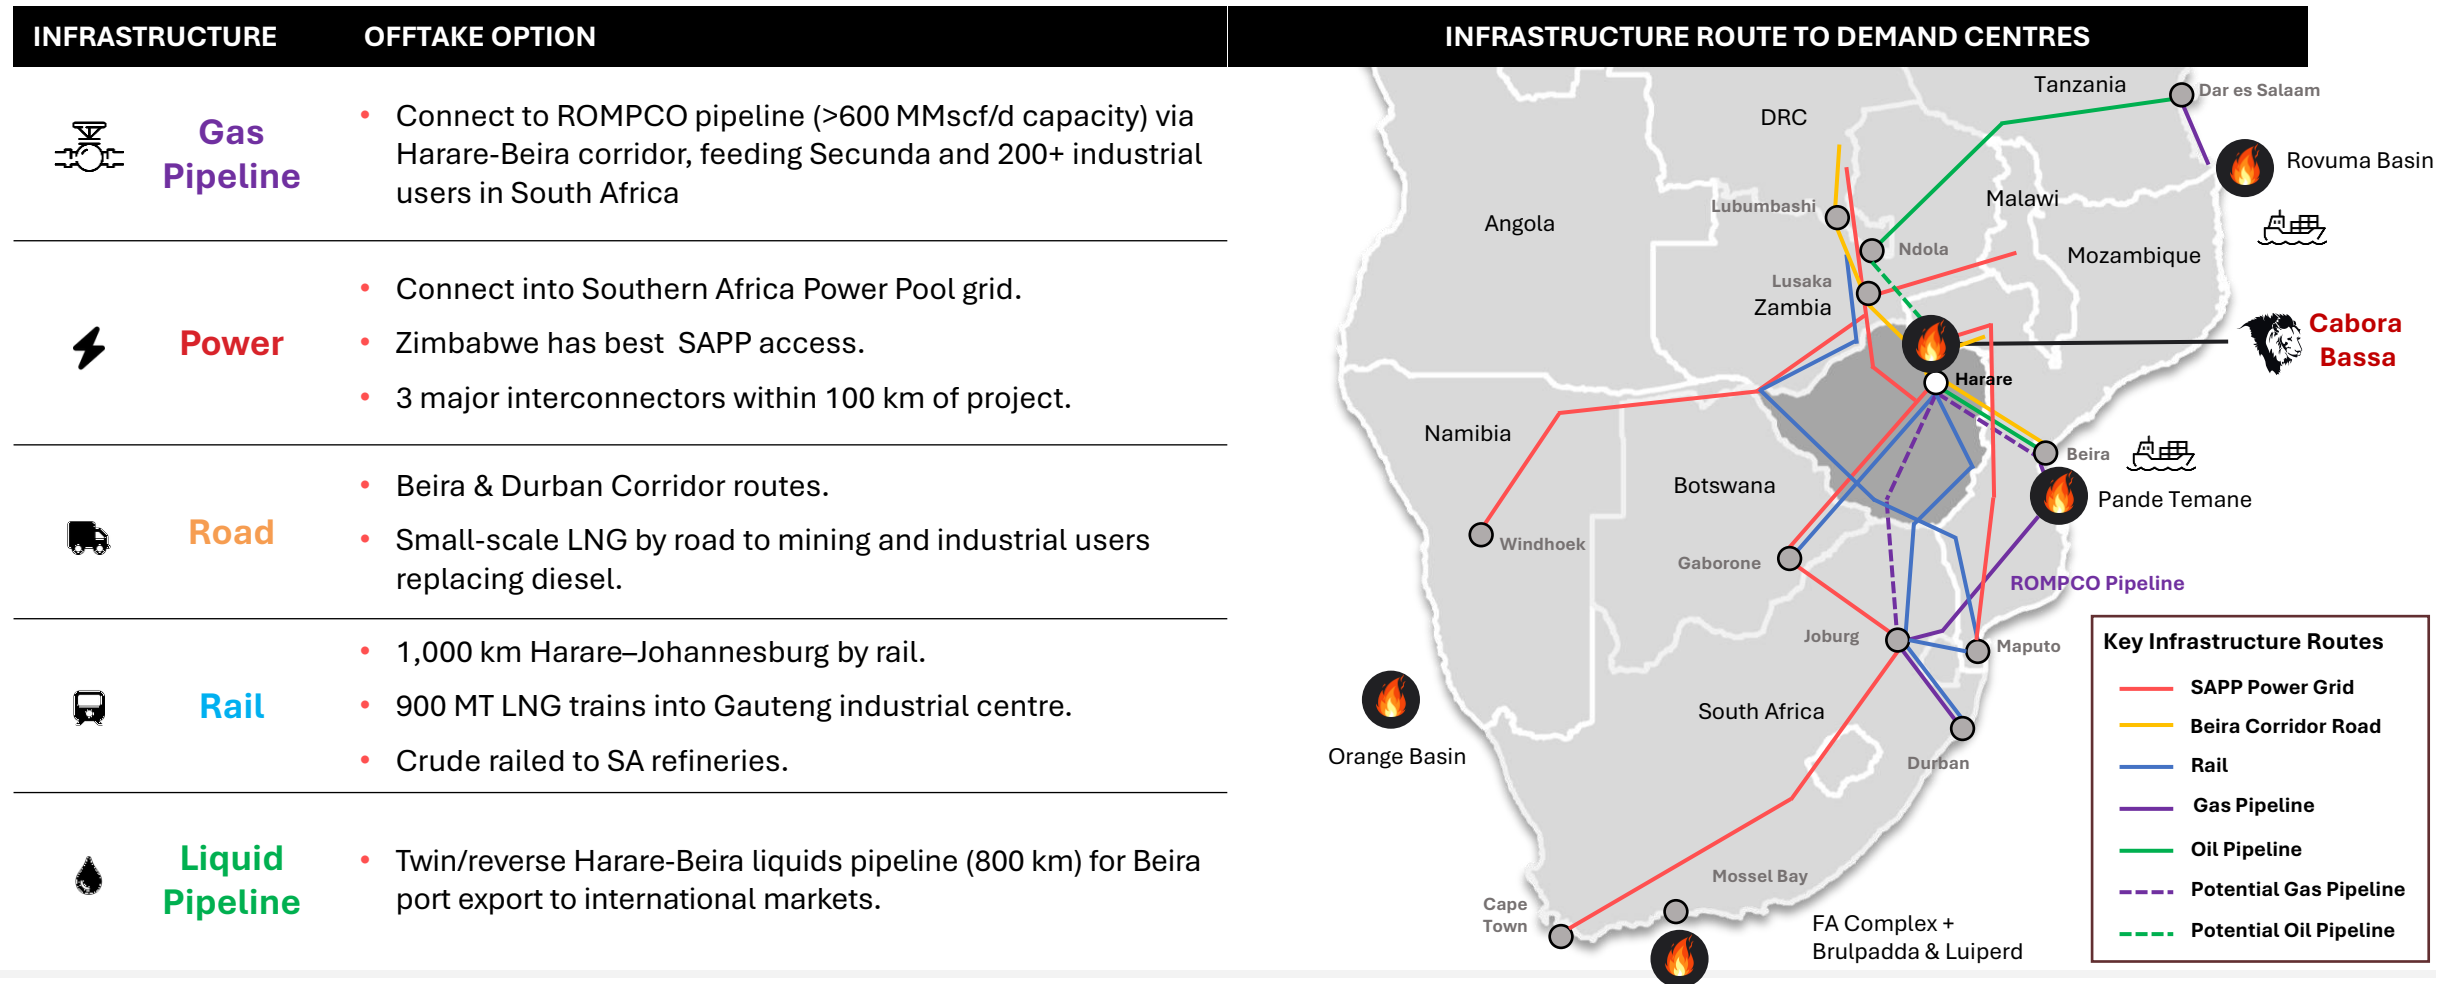 INFRASTRUCTURE
OFFTAKE OPTION
INFRASTRUCTURE ROUTE TO DEMAND CENTRES
Gas
Pipeline
• Connect to ROMPCO pipeline (>600 MMscf/d capacity) via
Harare-Beira corridor, feeding Secunda and 200+ industrial
users in South Africa
Power
• Connect into Southern Africa Power Pool grid.
• Zimbabwe has best  SAPP access.
• 3 major interconnectors within 100 km of project.
Road
• Beira & Durban Corridor routes.
• Small-scale LNG by road to mining and industrial users
replacing diesel.
Rail
• 1,000 km Harare–Johannesburg by rail.
• 900 MT LNG trains into Gauteng industrial centre.
• Crude railed to SA refineries.
Liquid
Pipeline
• Twin/reverse Harare-Beira liquids pipeline (800 km) for Beira
port export to international markets.
Tanzania
Dar es Salaam
DRC
Rovuma Basin
Malawi
Lubumbashi
Angola
Ndola
Mozambique
Lusaka
Zambia
Cabora
Bassa
Harare
Namibia
Beira
Botswana
Pande Temane
Windhoek
Gaborone
ROMPCO Pipeline
Joburg
Maputo
South Africa
Orange Basin
Durban
Mossel Bay
Cape
Town
FA Complex +
Brulpadda & Luiperd
Key Infrastructure Routes
SAPP Power Grid
Beira Corridor Road
Rail
Gas Pipeline
Oil Pipeline
Potential Gas Pipeline
Potential Oil Pipeline